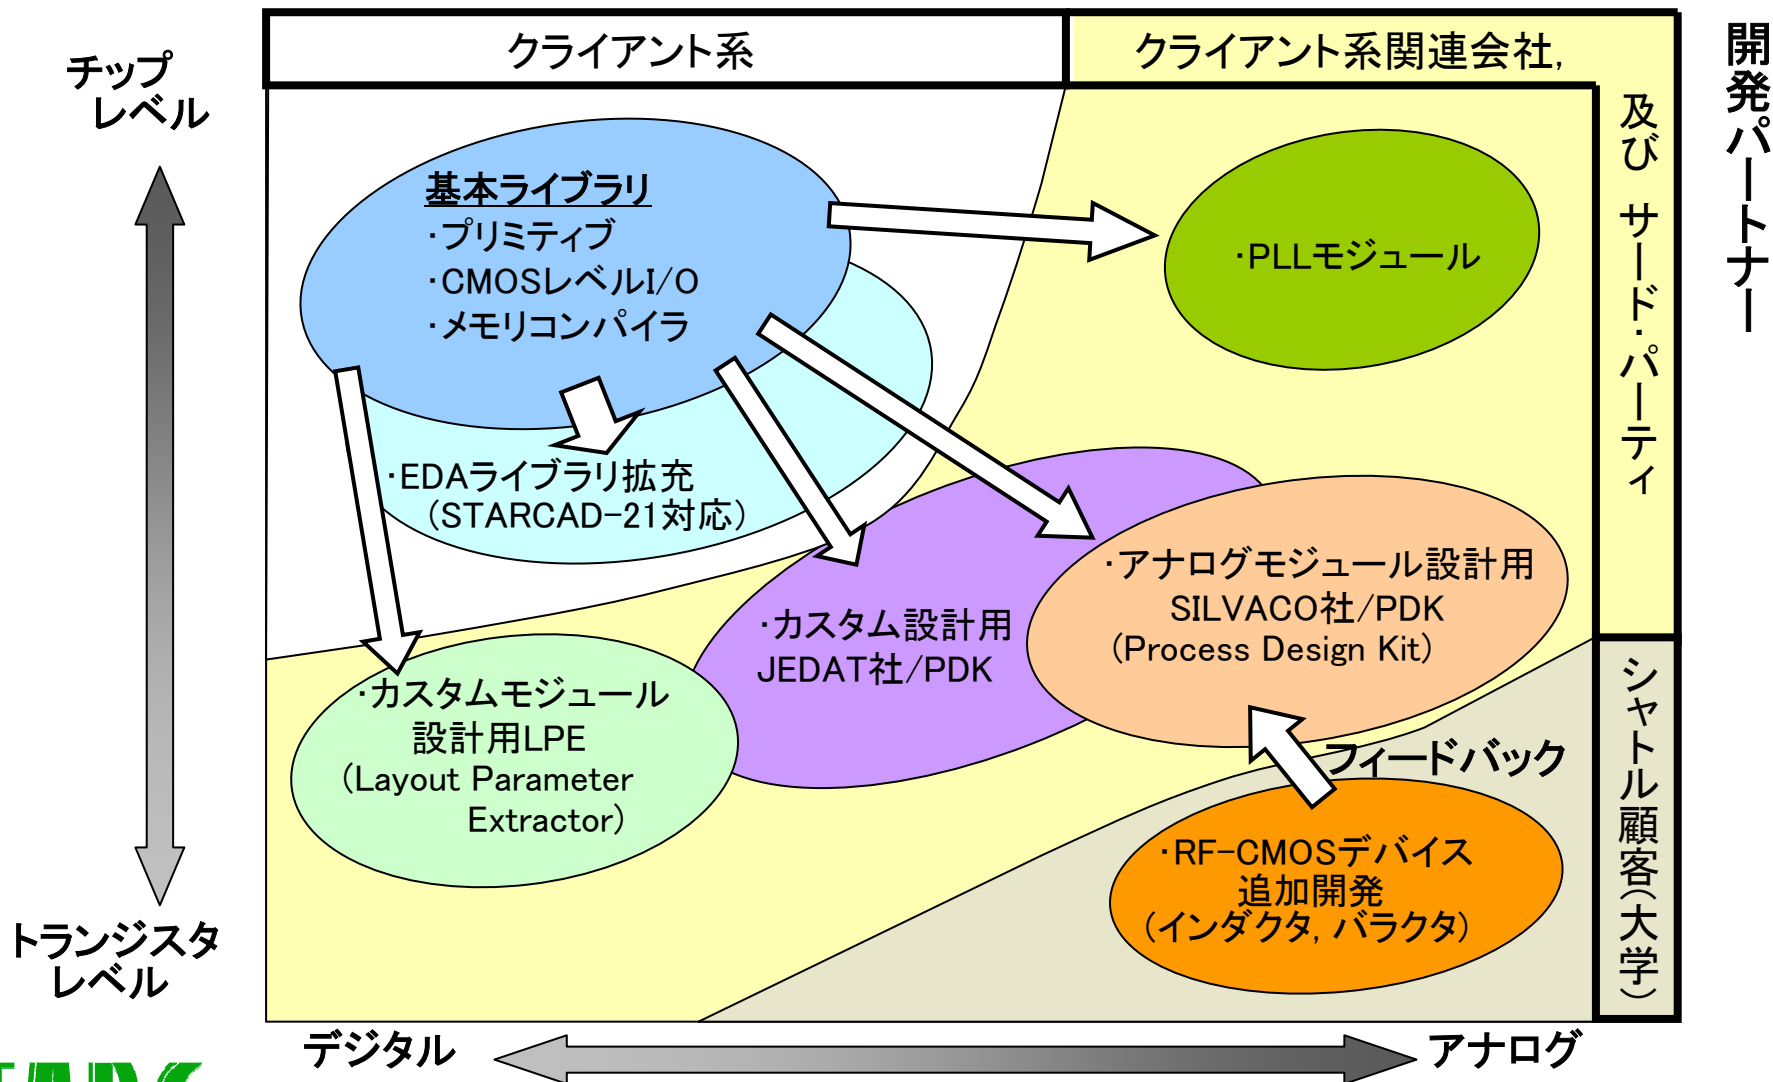 クライアント系
クライアント系関連会社,
及び サード・パーティ
シャトル顧客(大学)
開発パートナー
チップ
レベル
トランジスタ
レベル
基本ライブラリ
・プリミティブ
・CMOSレベルI/O
・メモリコンパイラ
・PLLモジュール
・EDAライブラリ拡充
(STARCAD-21対応)
・アナログモジュール設計用
SILVACO社/PDK
(Process Design Kit)
・カスタム設計用
JEDAT社/PDK
・カスタムモジュール
設計用LPE
(Layout Parameter
Extractor)
フィードバック
・RF-CMOSデバイス
追加開発
(インダクタ, バラクタ)
デジタル
アナログ